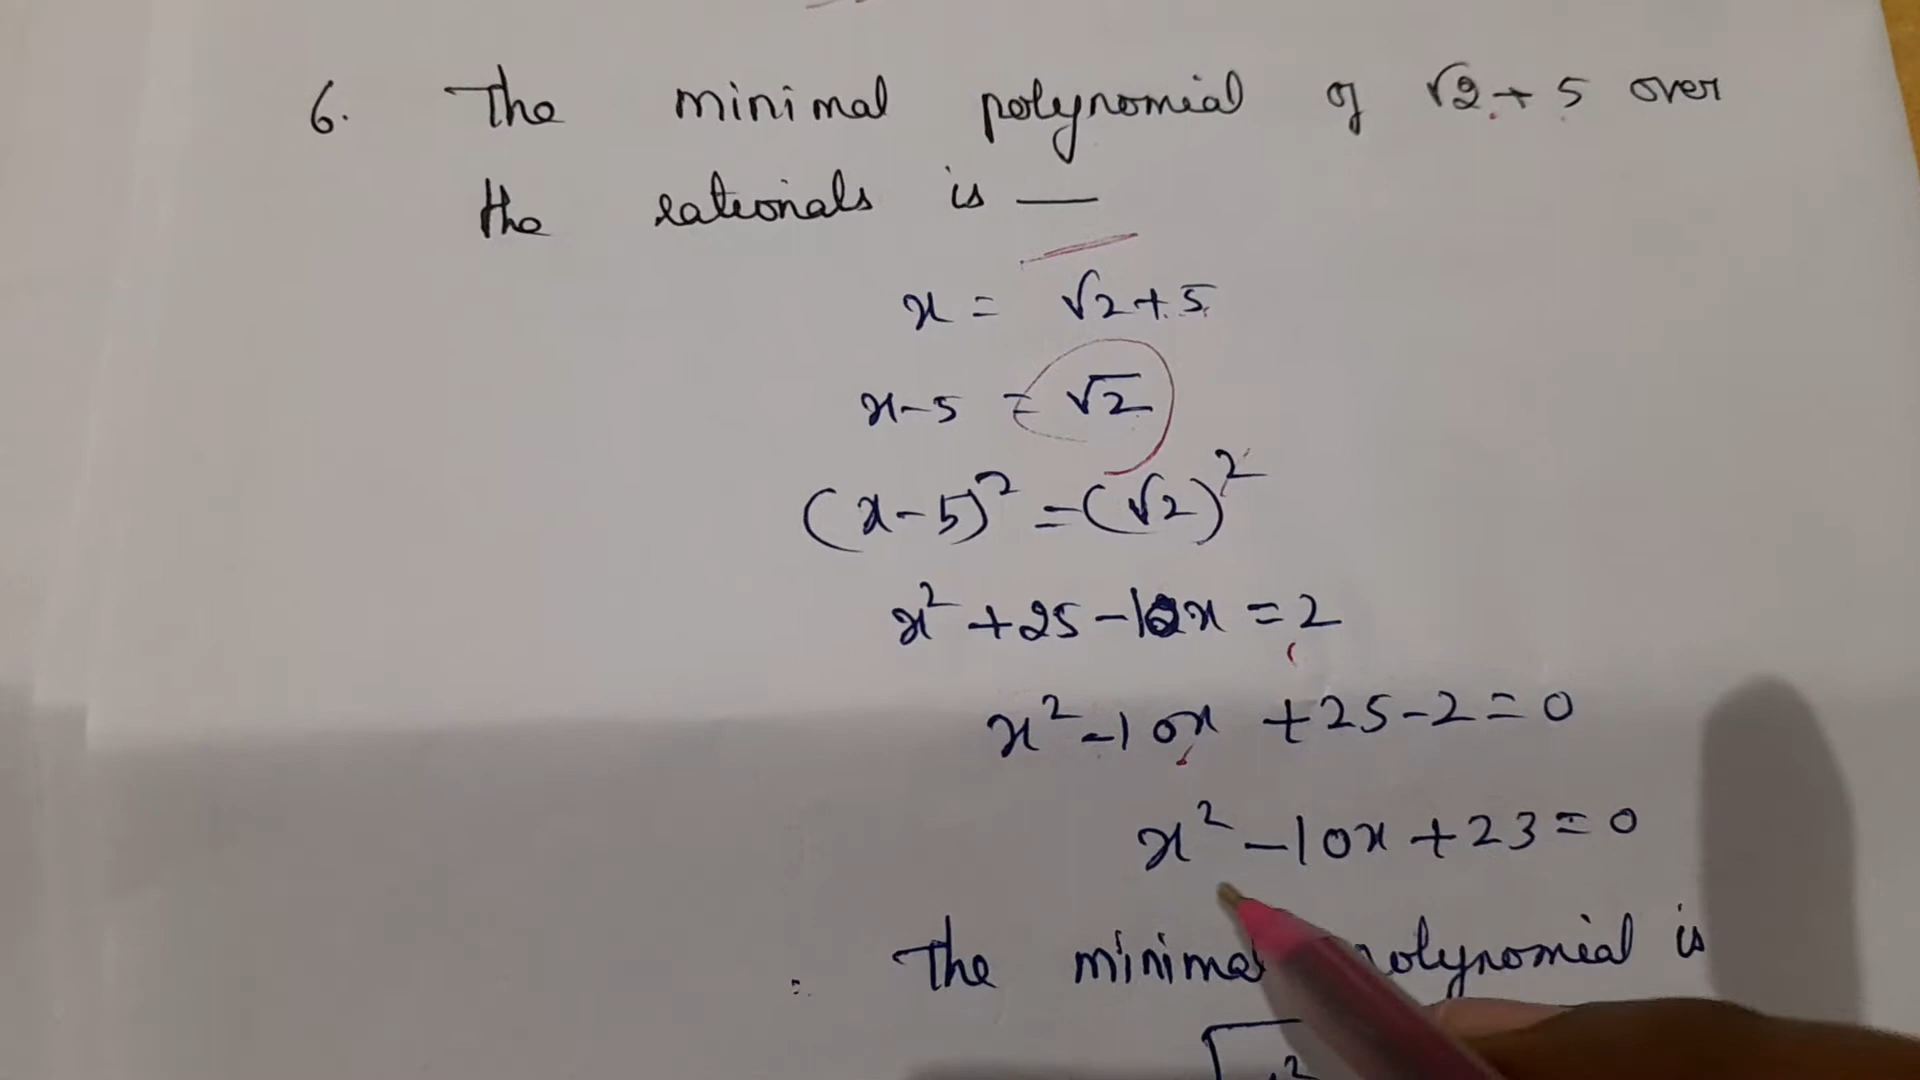 6. The minimal polynomial of √2 + 5 over
the rationals is —
x = √2 + 5
x - 5 = √2
(x - 5)² = (√2)²
x² + 25 - 10x = 2
x² - 10x + 25 - 2 = 0
x² - 10x + 23 = 0
The minimal polynomial is